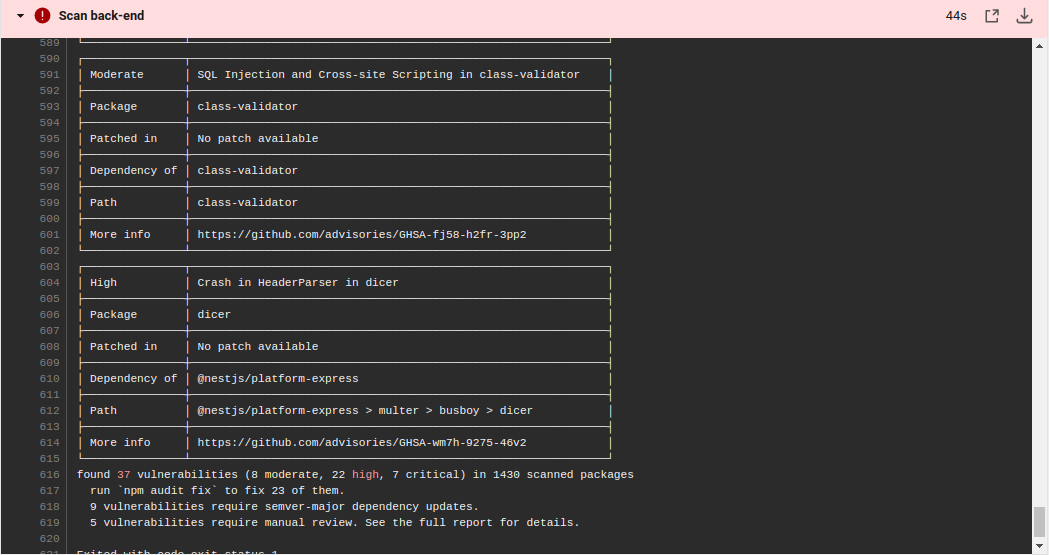 Scan back-end 44s
589
590
591 Moderate SQL Injection and Cross-site Scripting in class-validator
592
593 Package class-validator
594
595 Patched in No patch available
596
597 Dependency of class-validator
598
599 Path class-validator
600
601 More info https://github.com/advisories/GHSA-fj58-h2fr-3pp2
602
603
604 High Crash in HeaderParser in dicer
605
606 Package dicer
607
608 Patched in No patch available
609
610 Dependency of @nestjs/platform-express
611
612 Path @nestjs/platform-express > multer > busboy > dicer
613
614 More info https://github.com/advisories/GHSA-wm7h-9275-46v2
615
616 found 37 vulnerabilities (8 moderate, 22 high, 7 critical) in 1430 scanned packages
617 run `npm audit fix` to fix 23 of them.
618 9 vulnerabilities require semver-major dependency updates.
619 5 vulnerabilities require manual review. See the full report for details.
620
621 Exited with code exit status 1